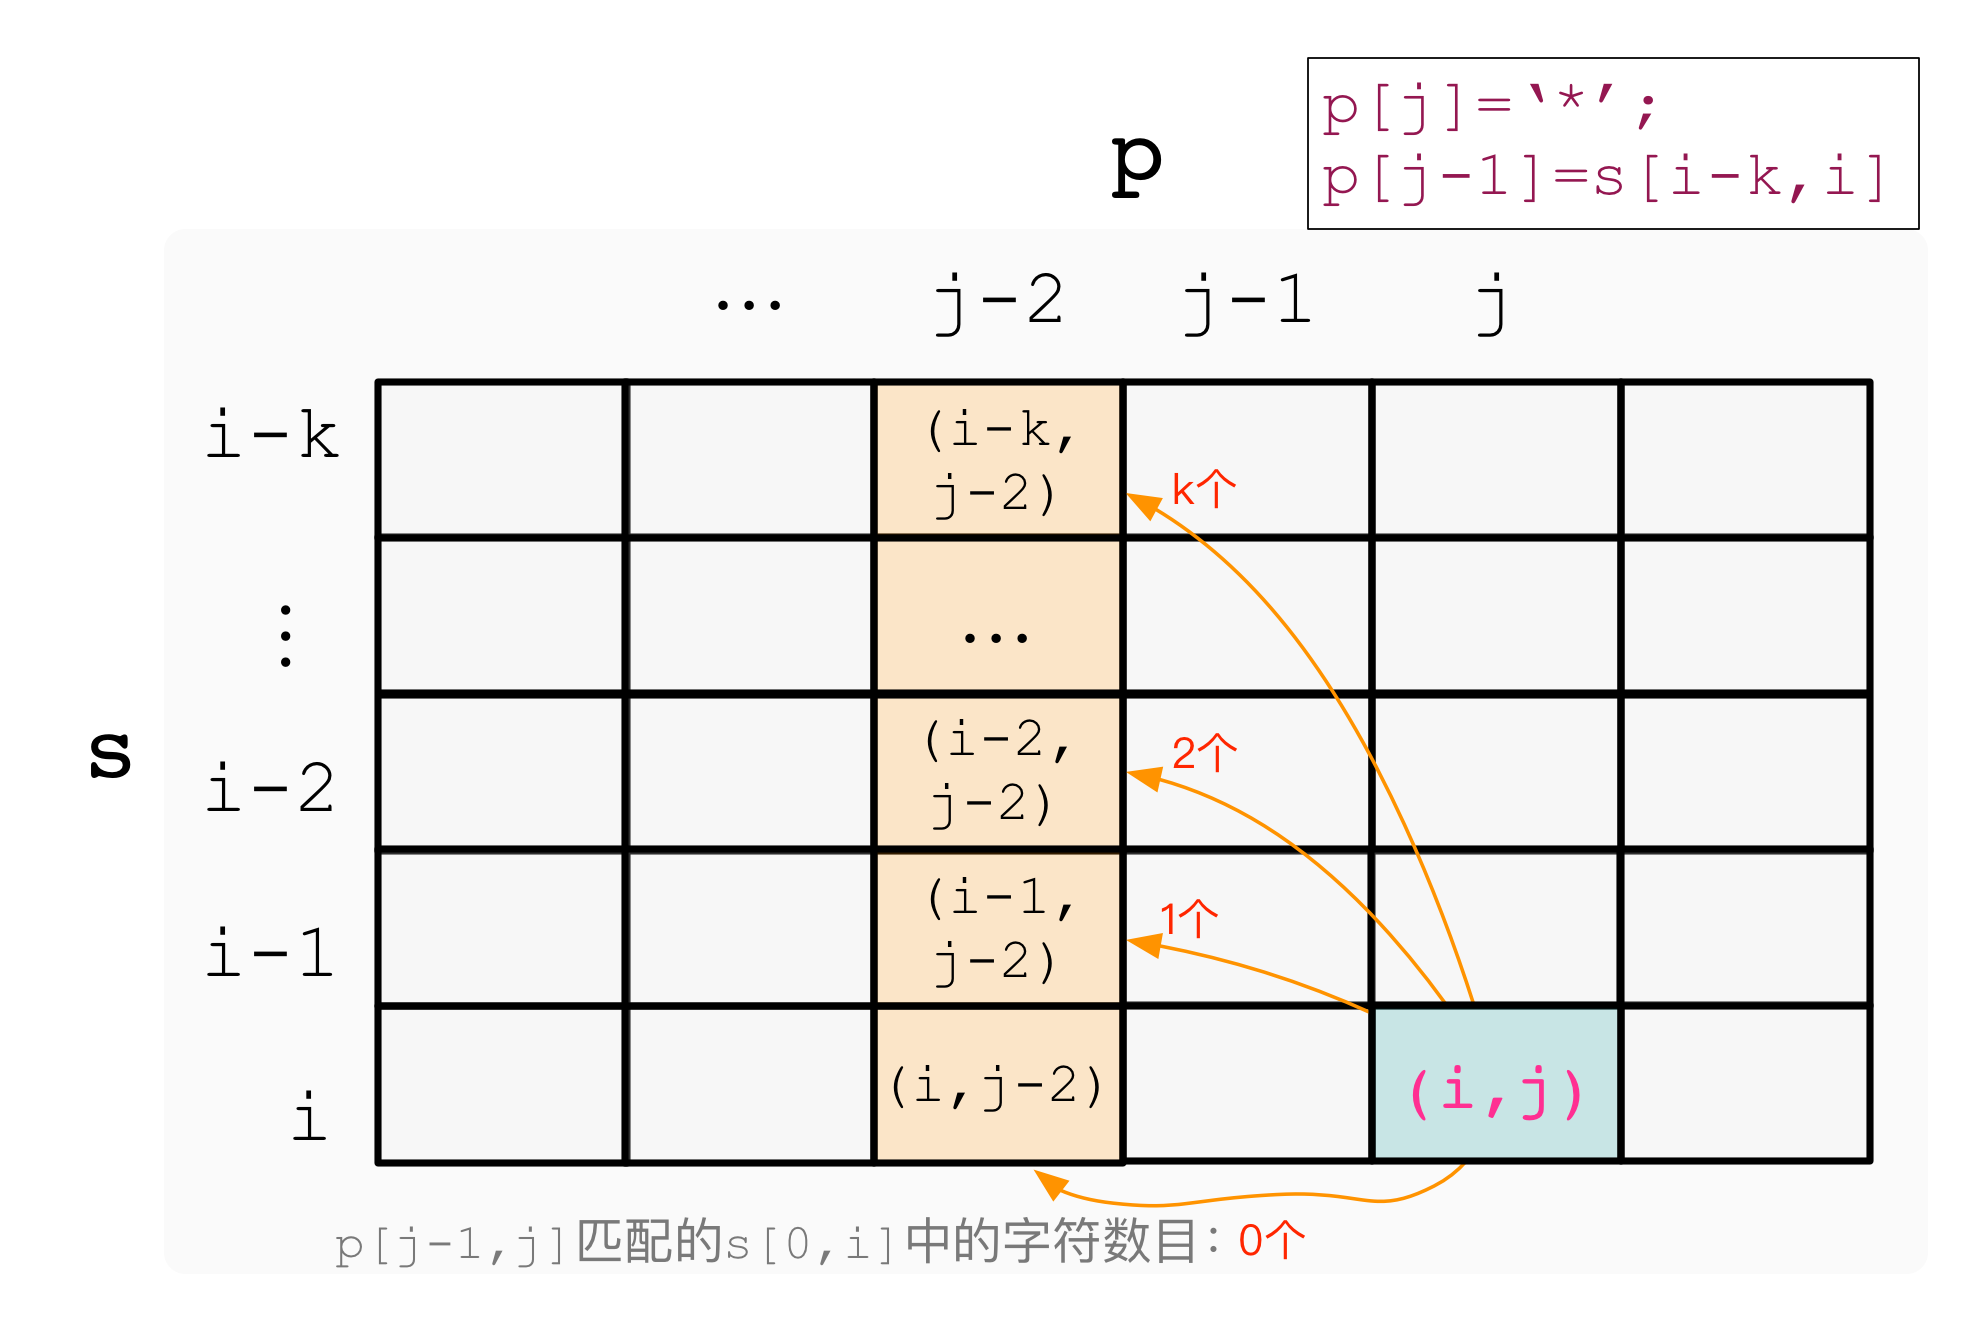 p[j]=‘*’;
p[j-1]=s[i-k,i]
p
… j-2 j-1 j
i-k
(i-k,
j-2)
k个
⋮
…
s
i-2
(i-2,
j-2)
2个
i-1
(i-1,
j-2)
1个
i
(i,j-2)
(i,j)
p[j-1,j]匹配的s[0,i]中的字符数目：0个